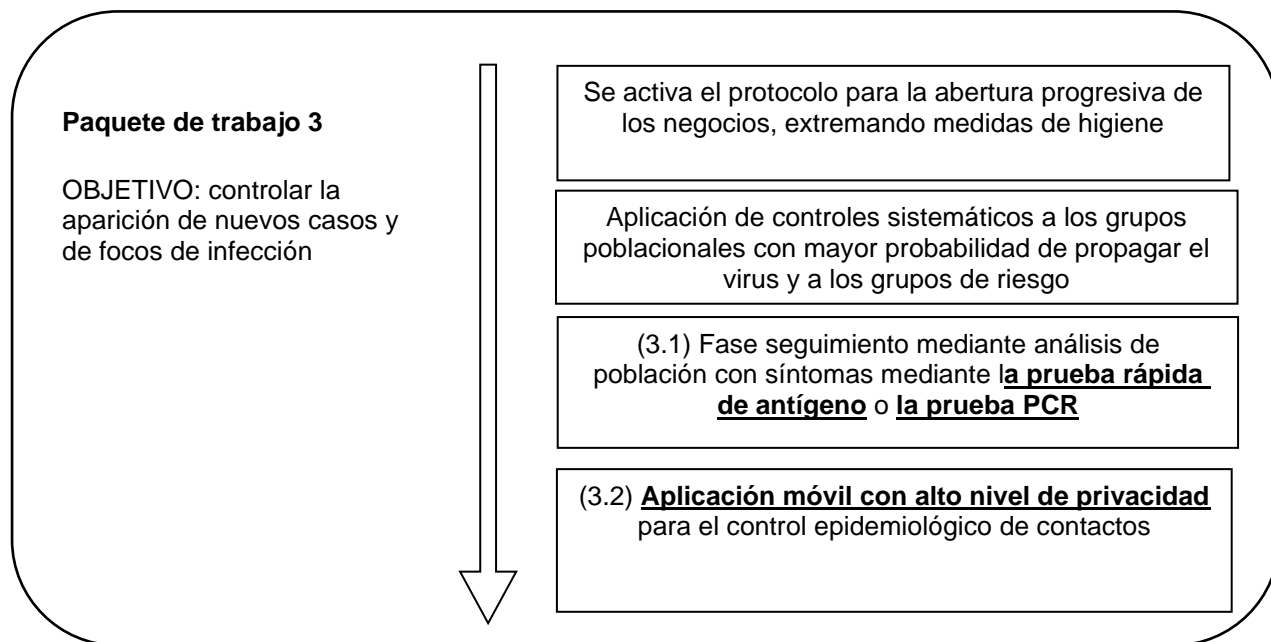 Paquete de trabajo 3
OBJETIVO: controlar la
aparición de nuevos casos y
de focos de infección
Se activa el protocolo para la abertura progresiva de
los negocios, extremando medidas de higiene
Aplicación de controles sistemáticos a los grupos
poblacionales con mayor probabilidad de propagar el
virus y a los grupos de riesgo
(3.1) Fase seguimiento mediante análisis de
población con síntomas mediante la prueba rápida
de antígeno o la prueba PCR
(3.2) Aplicación móvil con alto nivel de privacidad
para el control epidemiológico de contactos